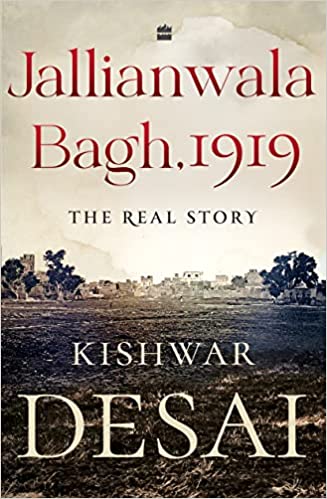 Jallianwala
Bagh, 1919
THE REAL STORY
KISHWAR
DESAI